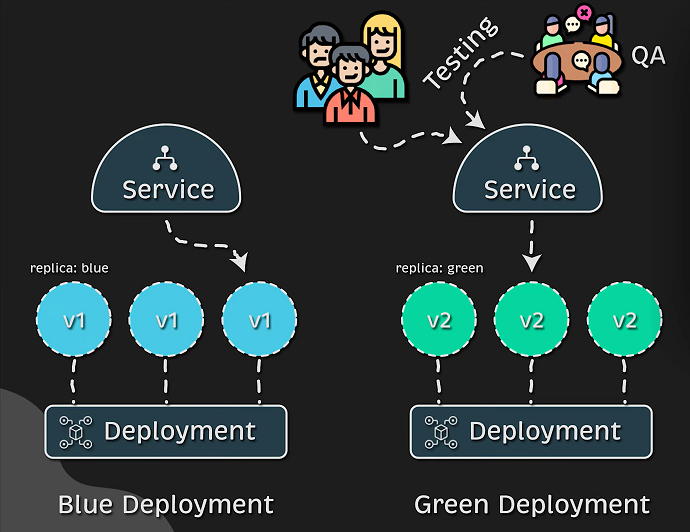 Testing
QA
Service
Service
replica: blue
replica: green
v1
v1
v1
v2
v2
v2
Deployment
Deployment
Blue Deployment
Green Deployment